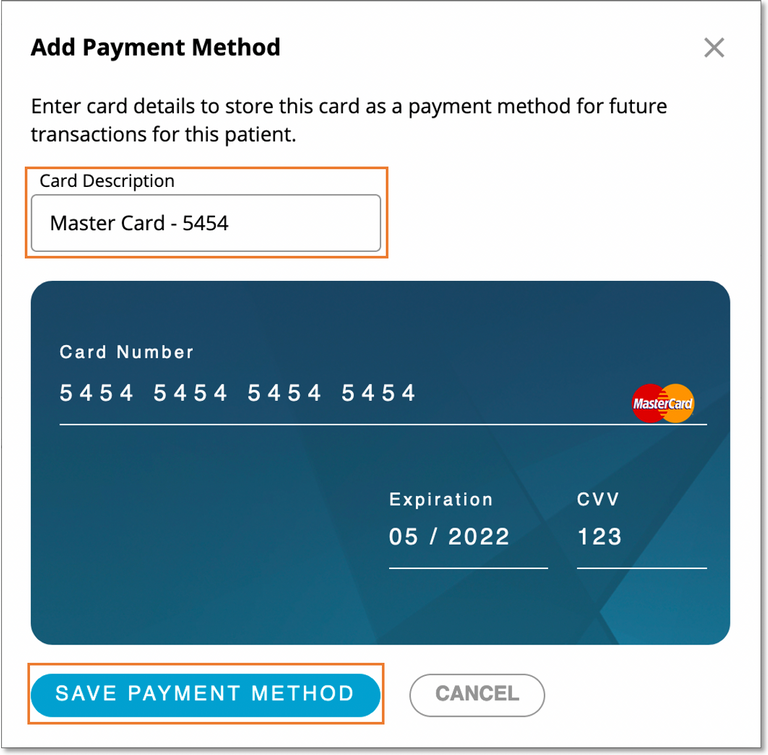 Add Payment Method
Enter card details to store this card as a payment method for future
transactions for this patient.
Card Description
Master Card - 5454
Card Number
5454 5454 5454 5454
MasterCard
Expiration
CVV
05 / 2022
123
SAVE PAYMENT METHOD
CANCEL